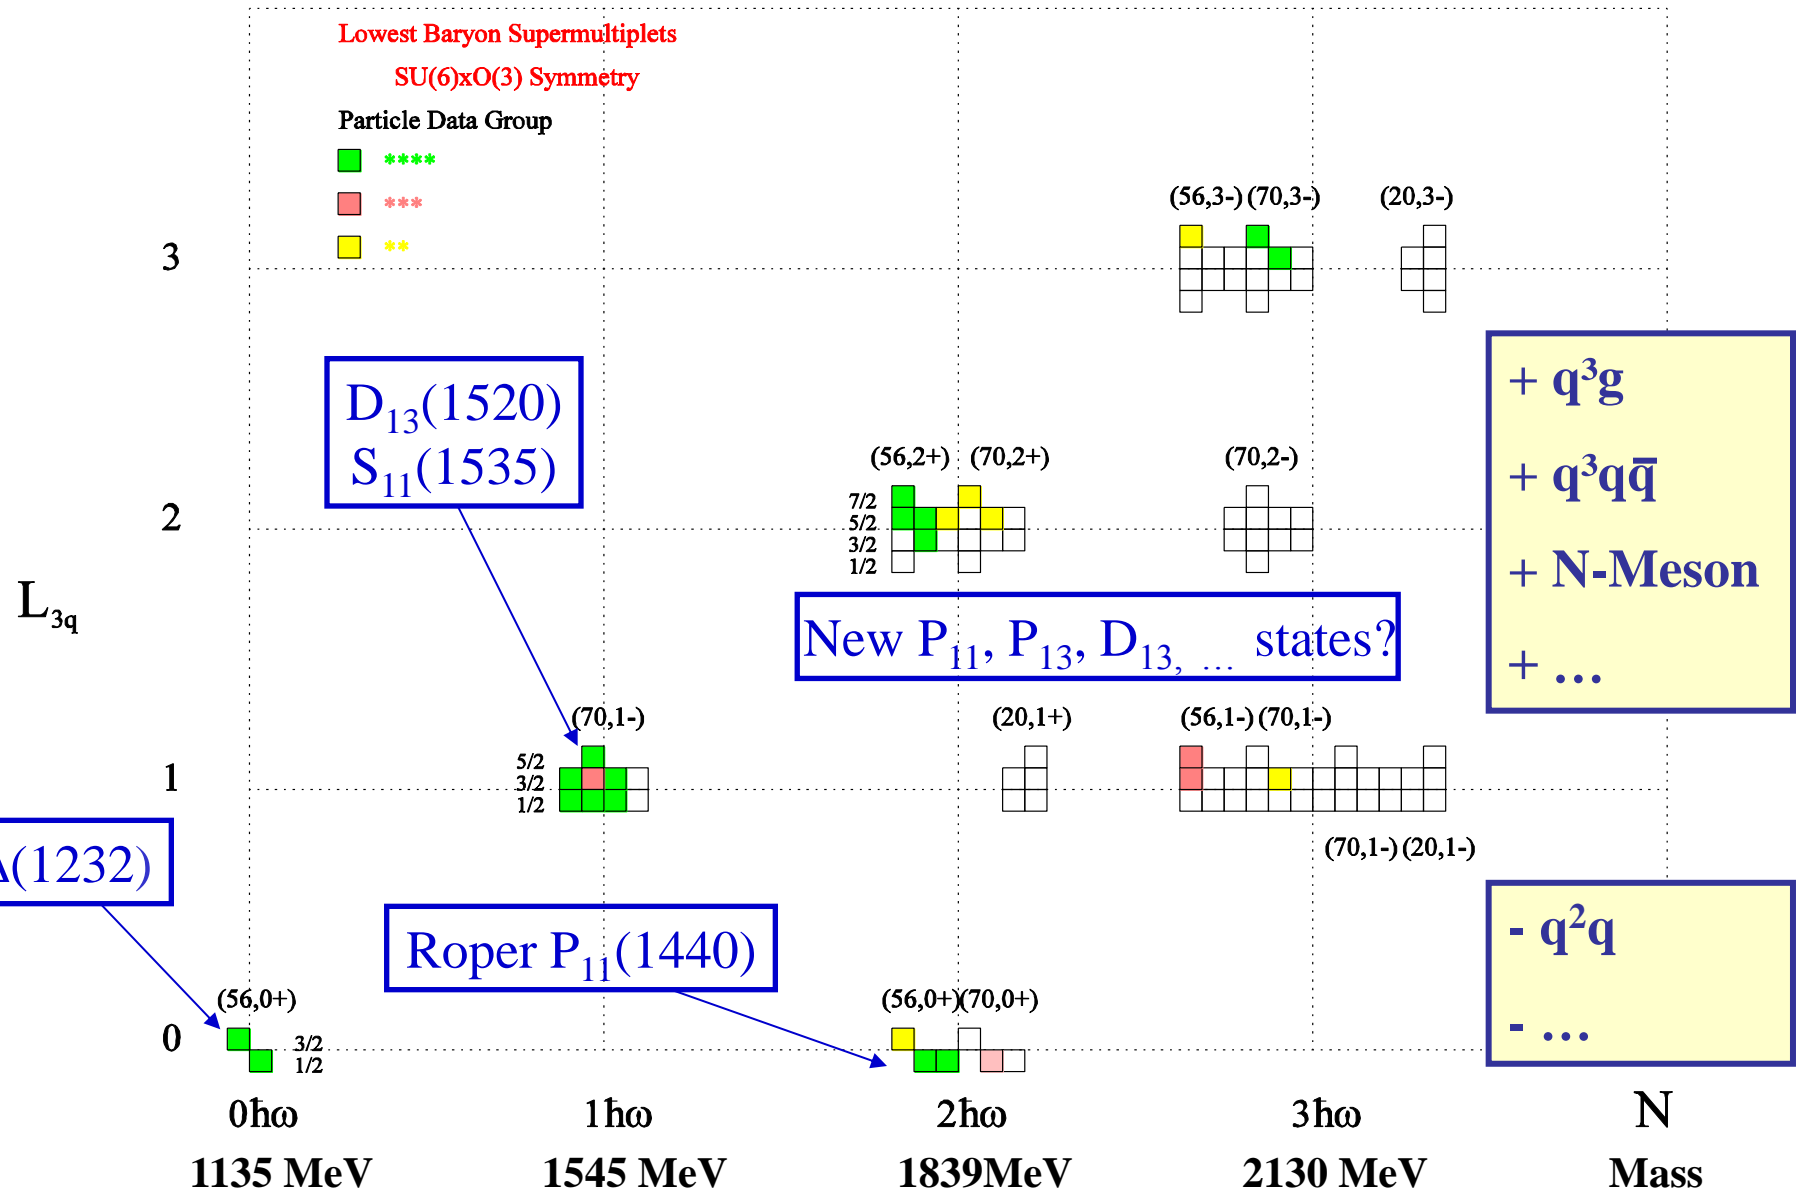 Lowest Baryon Supermultiplets
SU(6)xO(3) Symmetry
Particle Data Group
****
***
**
(56,3-) (70,3-) (20,3-)
3
D13(1520)
S11(1535)
+ q³g
+ q³qq̄
+ N-Meson
+ ...
(56,2+) (70,2+) (70,2-)
7/2
5/2
3/2
1/2
2
L3q
New P11, P13, D13, ... states?
(70,1-) (20,1+) (56,1-) (70,1-)
5/2
3/2
1/2
1
(70,1-) (20,1-)
(1232)
Roper P11(1440)
- q²q
- ...
(56,0+) (56,0+) (70,0+)
0
3/2
1/2
0ħω 1ħω 2ħω 3ħω N
1135 MeV 1545 MeV 1839MeV 2130 MeV Mass